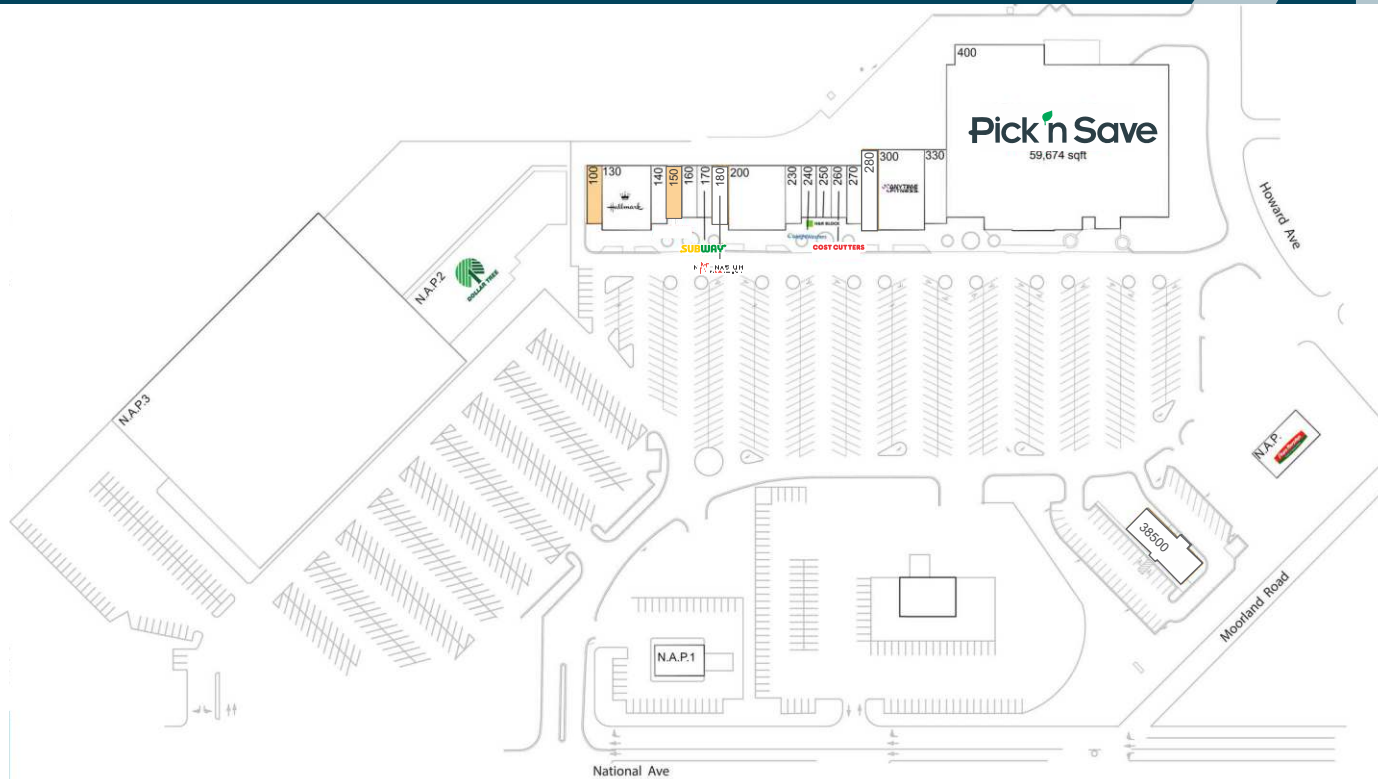 400
Pick'n Save
59,674 sqft
100
130
140
150
160
170
180
200
230
240
250
260
270
280
300
330
Hallmark
ANYTIME
FITNESS
H&R BLOCK
SUBWAY
COST CUTTERS
Howard Ave
N.A.P.2
DOLLAR TREE
N.A.P.3
N.A.P.
38500
Moorland Road
N.A.P.1
National Ave